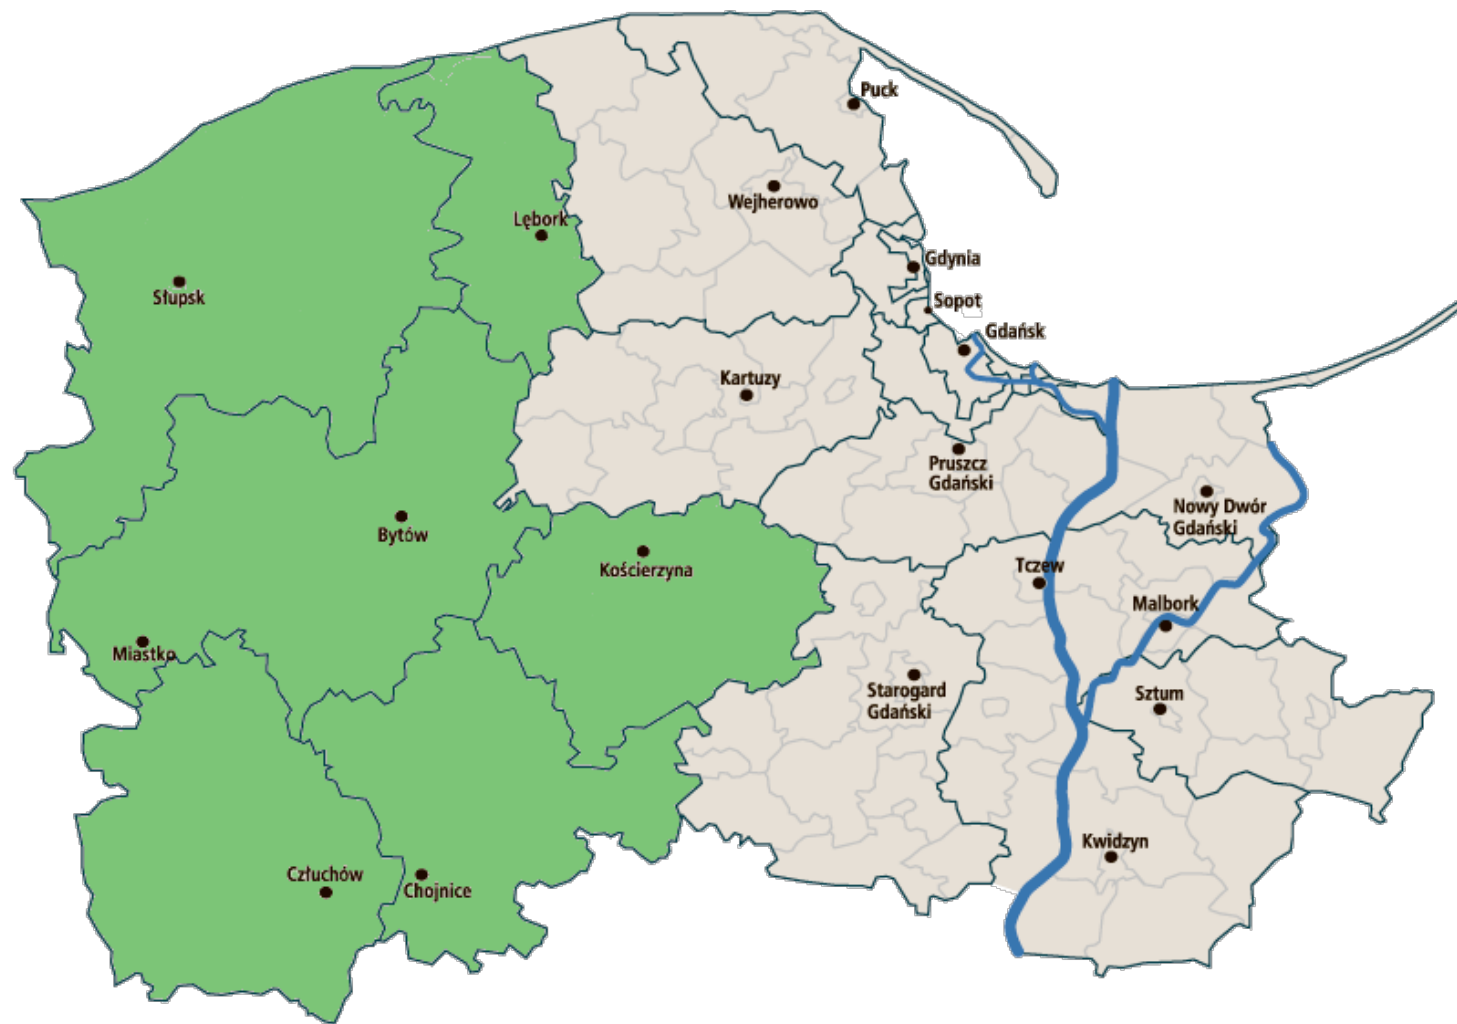 Puck
Wejherowo
Lębork
Gdynia
Słupsk
Sopot
Gdańsk
Kartuzy
Pruszcz
Gdański
Nowy Dwór
Gdański
Bytów
Kościerzyna
Tczew
Malbork
Miastko
Starogard
Gdański
Sztum
Kwidzyn
Człuchów
Chojnice